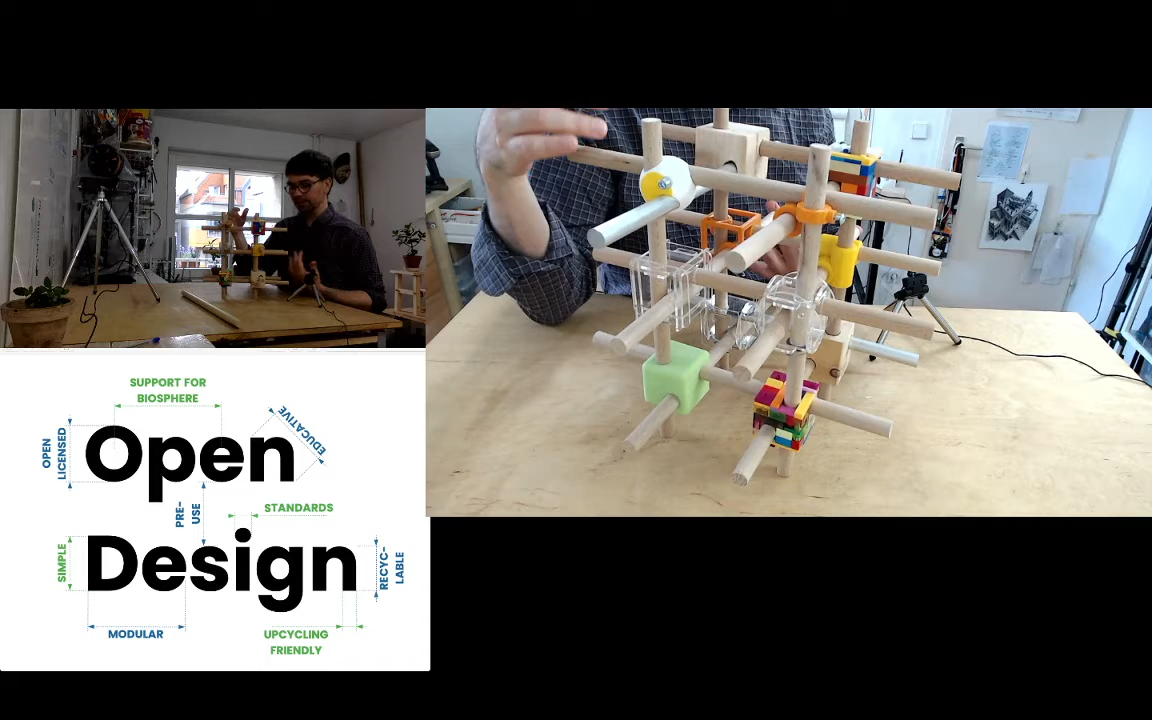 SUPPORT FOR
BIOSPHERE
EDUCATIVE
OPEN
LICENSED
Open
PRE-
USE
STANDARDS
SIMPLE
Design
RECYC-
LABLE
MODULAR
UPCYCLING
FRIENDLY